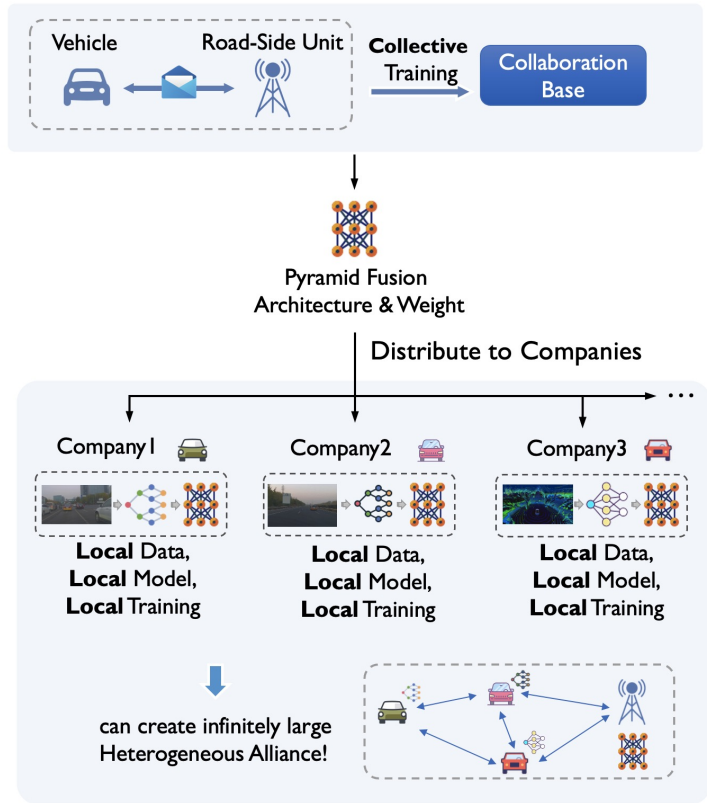 Vehicle
Road-Side Unit
Collective
Training
Collaboration
Base
Pyramid Fusion
Architecture & Weight
Distribute to Companies
...
Company1
Company2
Company3
Local Data,
Local Model,
Local Training
Local Data,
Local Model,
Local Training
Local Data,
Local Model,
Local Training
can create infinitely large
Heterogeneous Alliance!